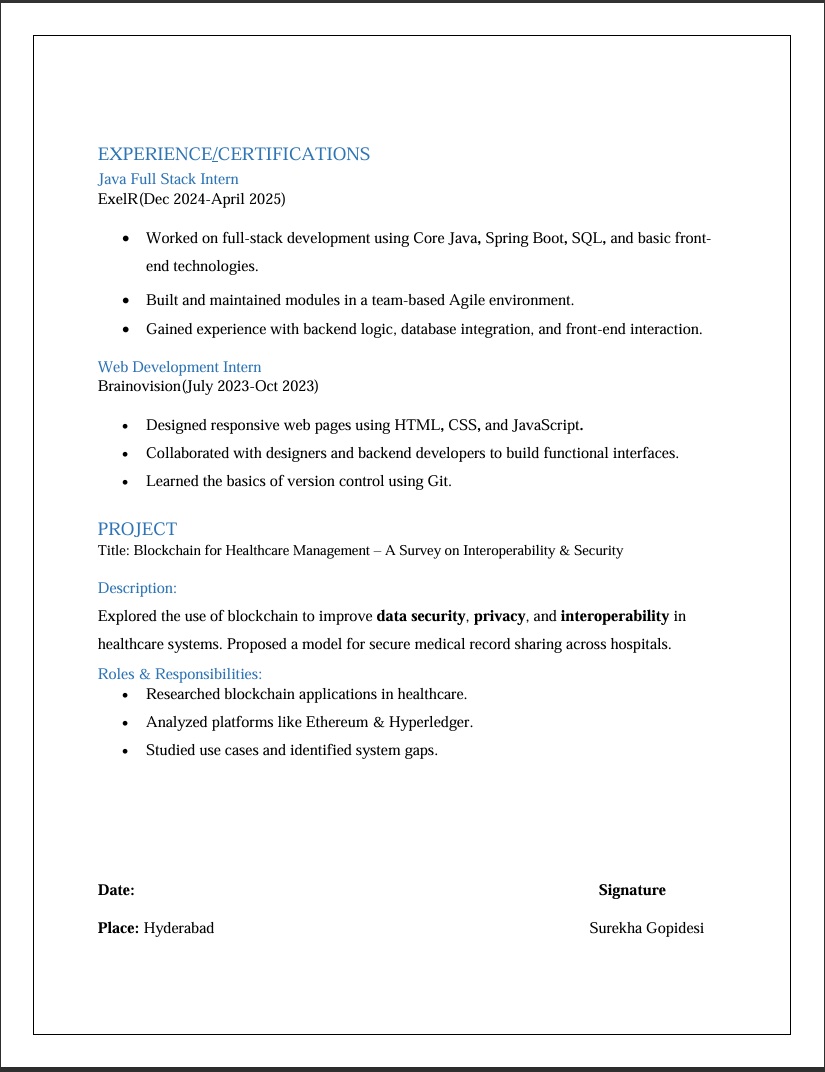 EXPERIENCE/CERTIFICATIONS
Java Full Stack Intern
ExelR(Dec 2024-April 2025)
• Worked on full-stack development using Core Java, Spring Boot, SQL, and basic front-
end technologies.
• Built and maintained modules in a team-based Agile environment.
• Gained experience with backend logic, database integration, and front-end interaction.
Web Development Intern
Brainovision(July 2023-Oct 2023)
• Designed responsive web pages using HTML, CSS, and JavaScript.
• Collaborated with designers and backend developers to build functional interfaces.
• Learned the basics of version control using Git.
PROJECT
Title: Blockchain for Healthcare Management – A Survey on Interoperability & Security
Description:
Explored the use of blockchain to improve data security, privacy, and interoperability in
healthcare systems. Proposed a model for secure medical record sharing across hospitals.
Roles & Responsibilities:
• Researched blockchain applications in healthcare.
• Analyzed platforms like Ethereum & Hyperledger.
• Studied use cases and identified system gaps.
Date: Signature
Place: Hyderabad Surekha Gopidesi